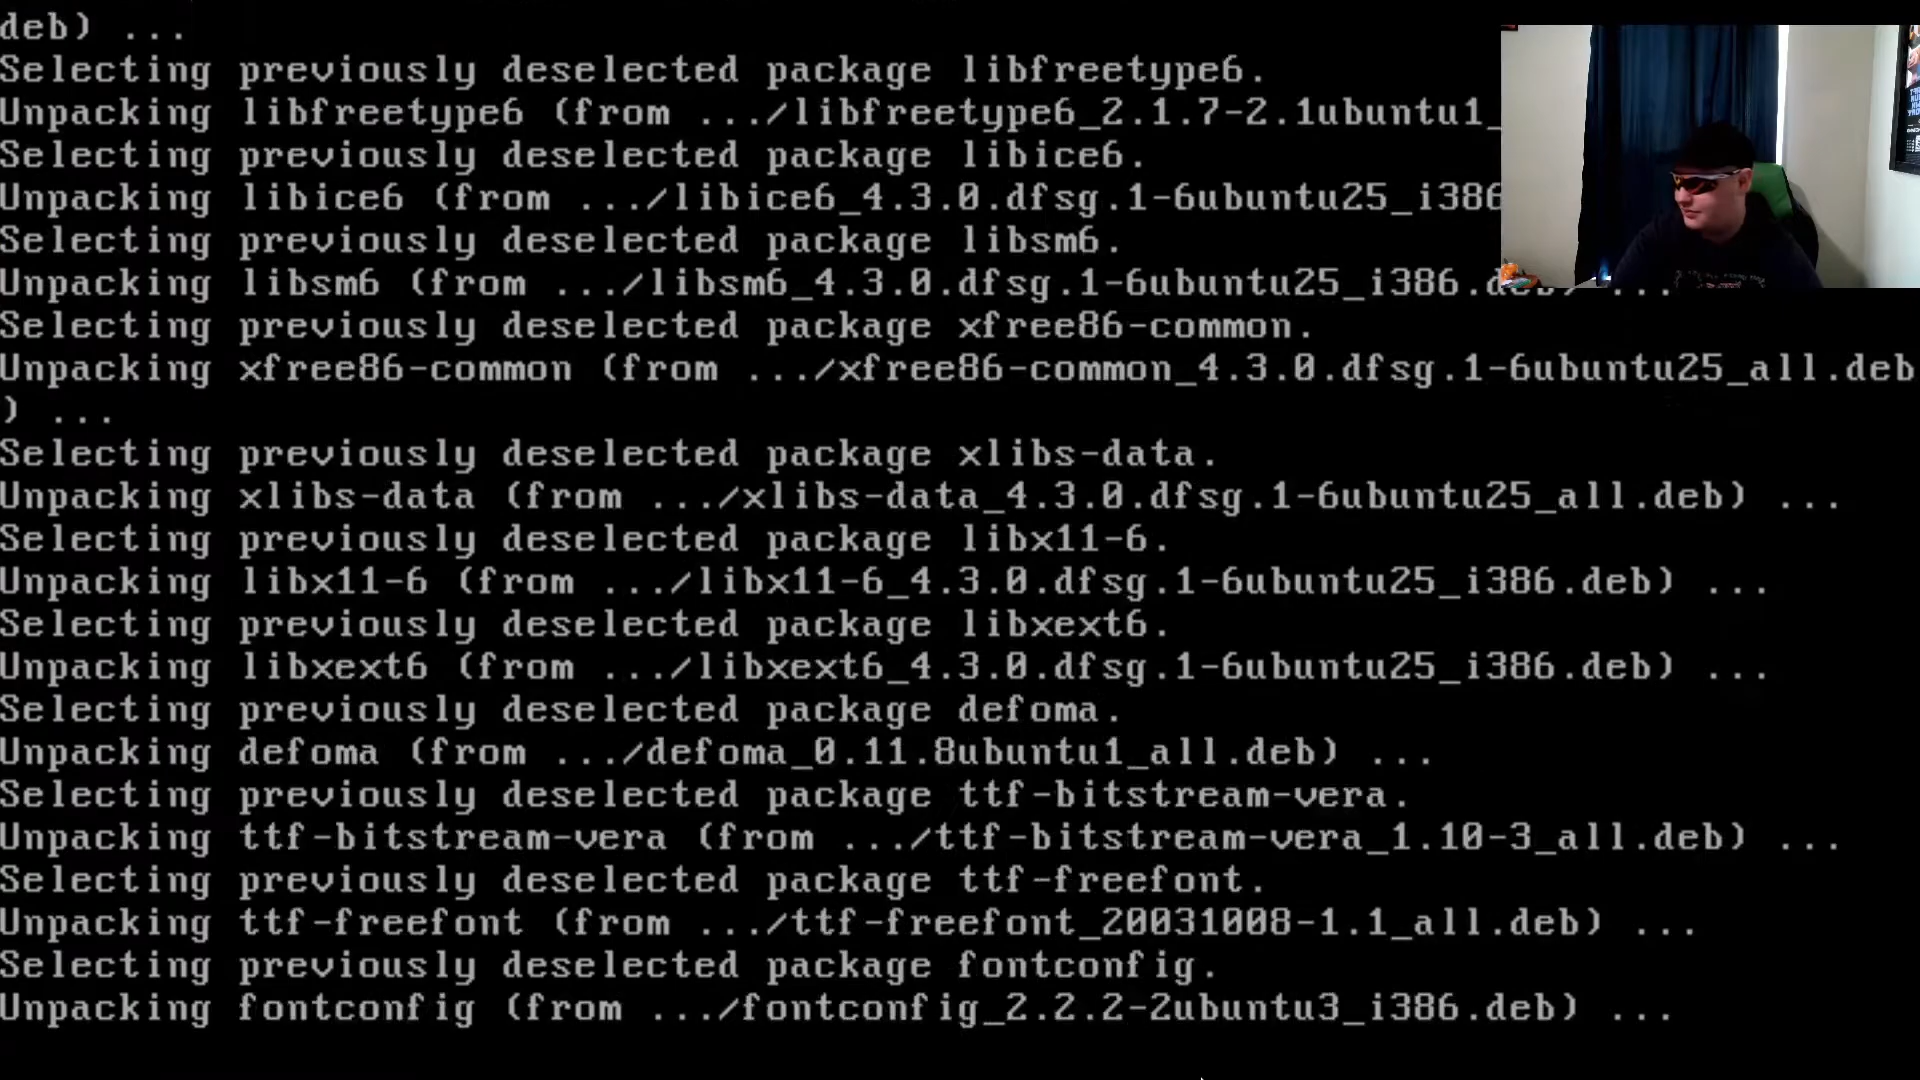 deb) ...
Selecting previously deselected package libfreetype6.
Unpacking libfreetype6 (from .../libfreetype6_2.1.7-2.1ubuntu1_
Selecting previously deselected package libice6.
Unpacking libice6 (from .../libice6_4.3.0.dfsg.1-6ubuntu25_i386
Selecting previously deselected package libsm6.
Unpacking libsm6 (from .../libsm6_4.3.0.dfsg.1-6ubuntu25_i386.deb) ...
Selecting previously deselected package xfree86-common.
Unpacking xfree86-common (from .../xfree86-common_4.3.0.dfsg.1-6ubuntu25_all.deb
) ...
Selecting previously deselected package xlibs-data.
Unpacking xlibs-data (from .../xlibs-data_4.3.0.dfsg.1-6ubuntu25_all.deb) ...
Selecting previously deselected package libx11-6.
Unpacking libx11-6 (from .../libx11-6_4.3.0.dfsg.1-6ubuntu25_i386.deb) ...
Selecting previously deselected package libxext6.
Unpacking libxext6 (from .../libxext6_4.3.0.dfsg.1-6ubuntu25_i386.deb) ...
Selecting previously deselected package defoma.
Unpacking defoma (from .../defoma_0.11.8ubuntu1_all.deb) ...
Selecting previously deselected package ttf-bitstream-vera.
Unpacking ttf-bitstream-vera (from .../ttf-bitstream-vera_1.10-3_all.deb) ...
Selecting previously deselected package ttf-freefont.
Unpacking ttf-freefont (from .../ttf-freefont_20031008-1.1_all.deb) ...
Selecting previously deselected package fontconfig.
Unpacking fontconfig (from .../fontconfig_2.2.2-2ubuntu3_i386.deb) ...